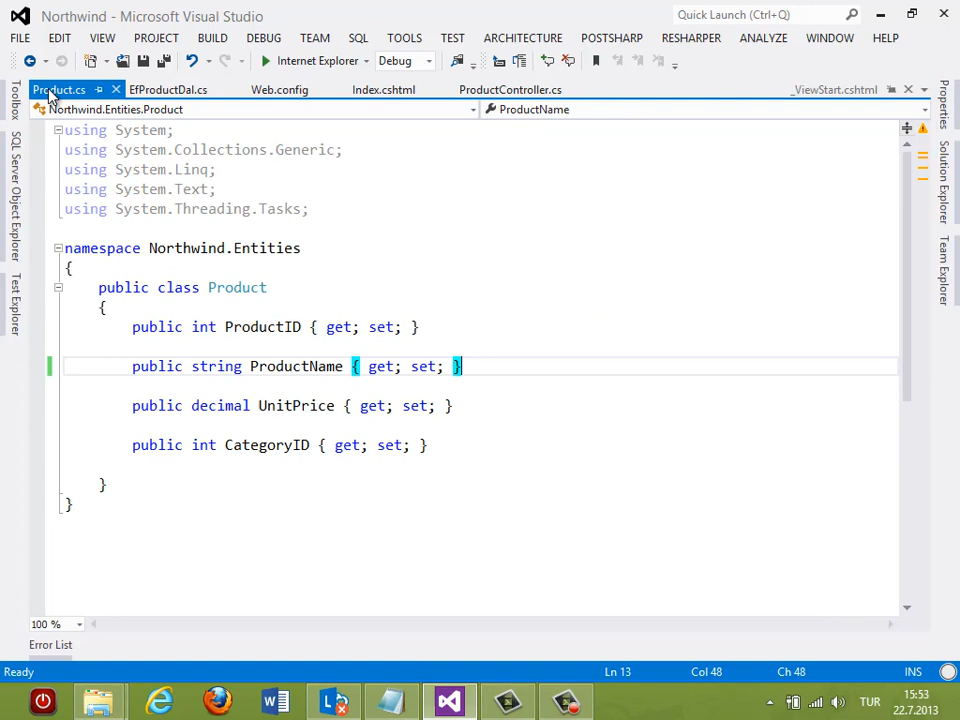 Northwind - Microsoft Visual Studio
Quick Launch (Ctrl+Q)
FILE EDIT VIEW PROJECT BUILD DEBUG TEAM SQL TOOLS TEST ARCHITECTURE POSTSHARP RESHARPER ANALYZE WINDOW HELP
Internet Explorer Debug
Product.cs EfProductDal.cs Web.config Index.cshtml ProductController.cs _ViewStart.cshtml
Northwind.Entities.Product ProductName
Toolbox
SQL Server Object Explorer
Test Explorer
Properties
Solution Explorer
Team Explorer
using System;
using System.Collections.Generic;
using System.Linq;
using System.Text;
using System.Threading.Tasks;
namespace Northwind.Entities
{
public class Product
{
public int ProductID { get; set; }
public string ProductName { get; set; }
public decimal UnitPrice { get; set; }
public int CategoryID { get; set; }
}
}
100 %
Error List
Ready Ln 13 Col 48 Ch 48 INS
TUR 15:53
22.7.2013